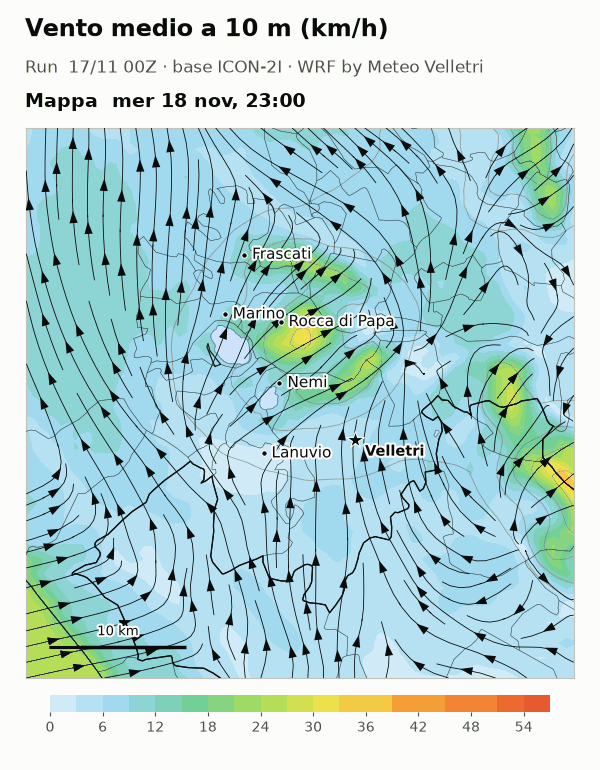 Vento medio a 10 m (km/h)
Run  17/11 00Z · base ICON-2I · WRF by Meteo Velletri
Mappa  mer 18 nov, 23:00
Frascati
Marino
Rocca di Papa
Nemi
Lanuvio
Velletri
10 km
0 6 12 18 24 30 36 42 48 54